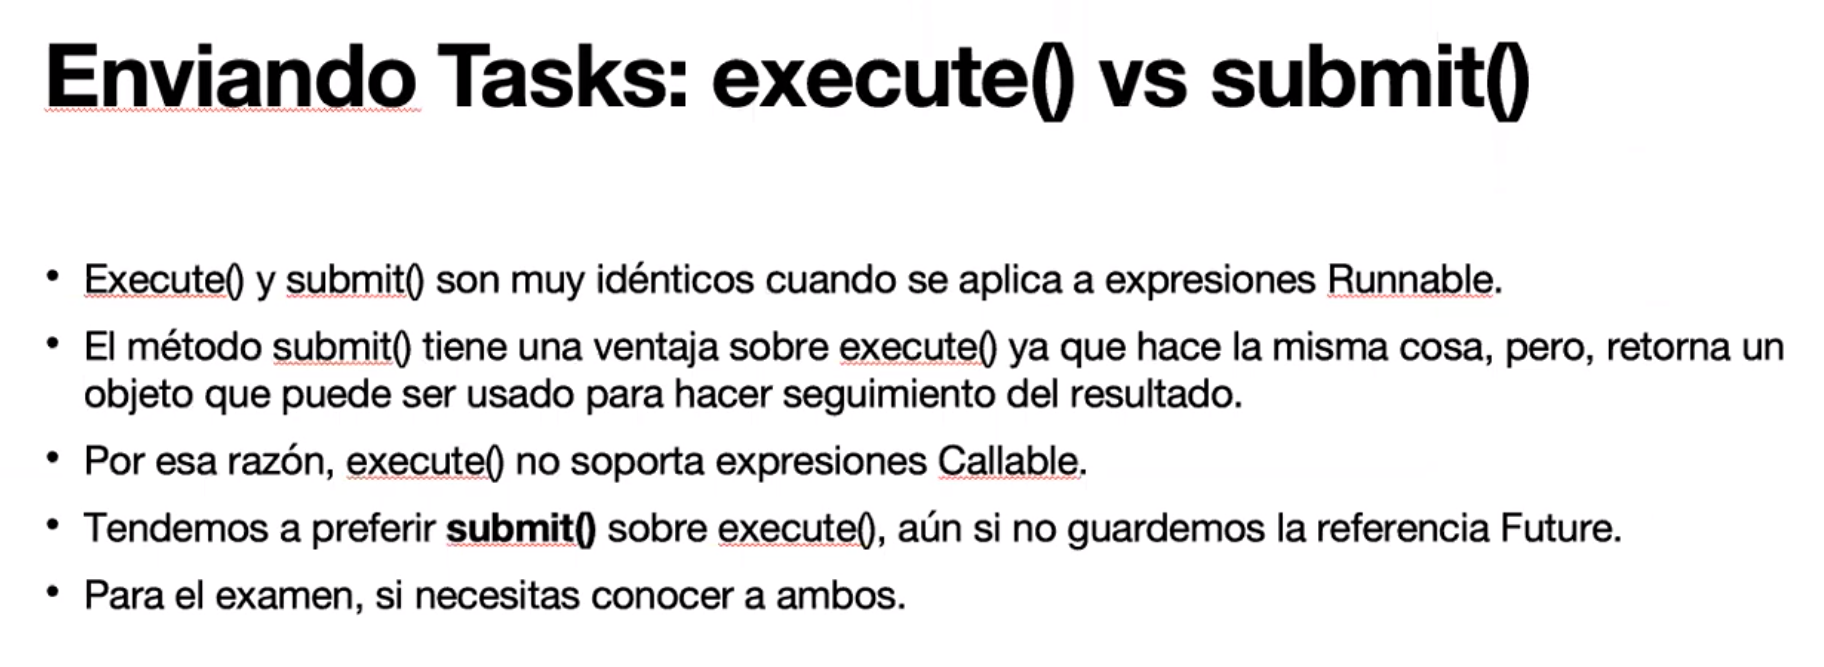 Enviando Tasks: execute() vs submit()
• Execute() y submit() son muy idénticos cuando se aplica a expresiones Runnable.
• El método submit() tiene una ventaja sobre execute() ya que hace la misma cosa, pero, retorna un
objeto que puede ser usado para hacer seguimiento del resultado.
• Por esa razón, execute() no soporta expresiones Callable.
• Tendemos a preferir submit() sobre execute(), aún si no guardemos la referencia Future.
• Para el examen, si necesitas conocer a ambos.